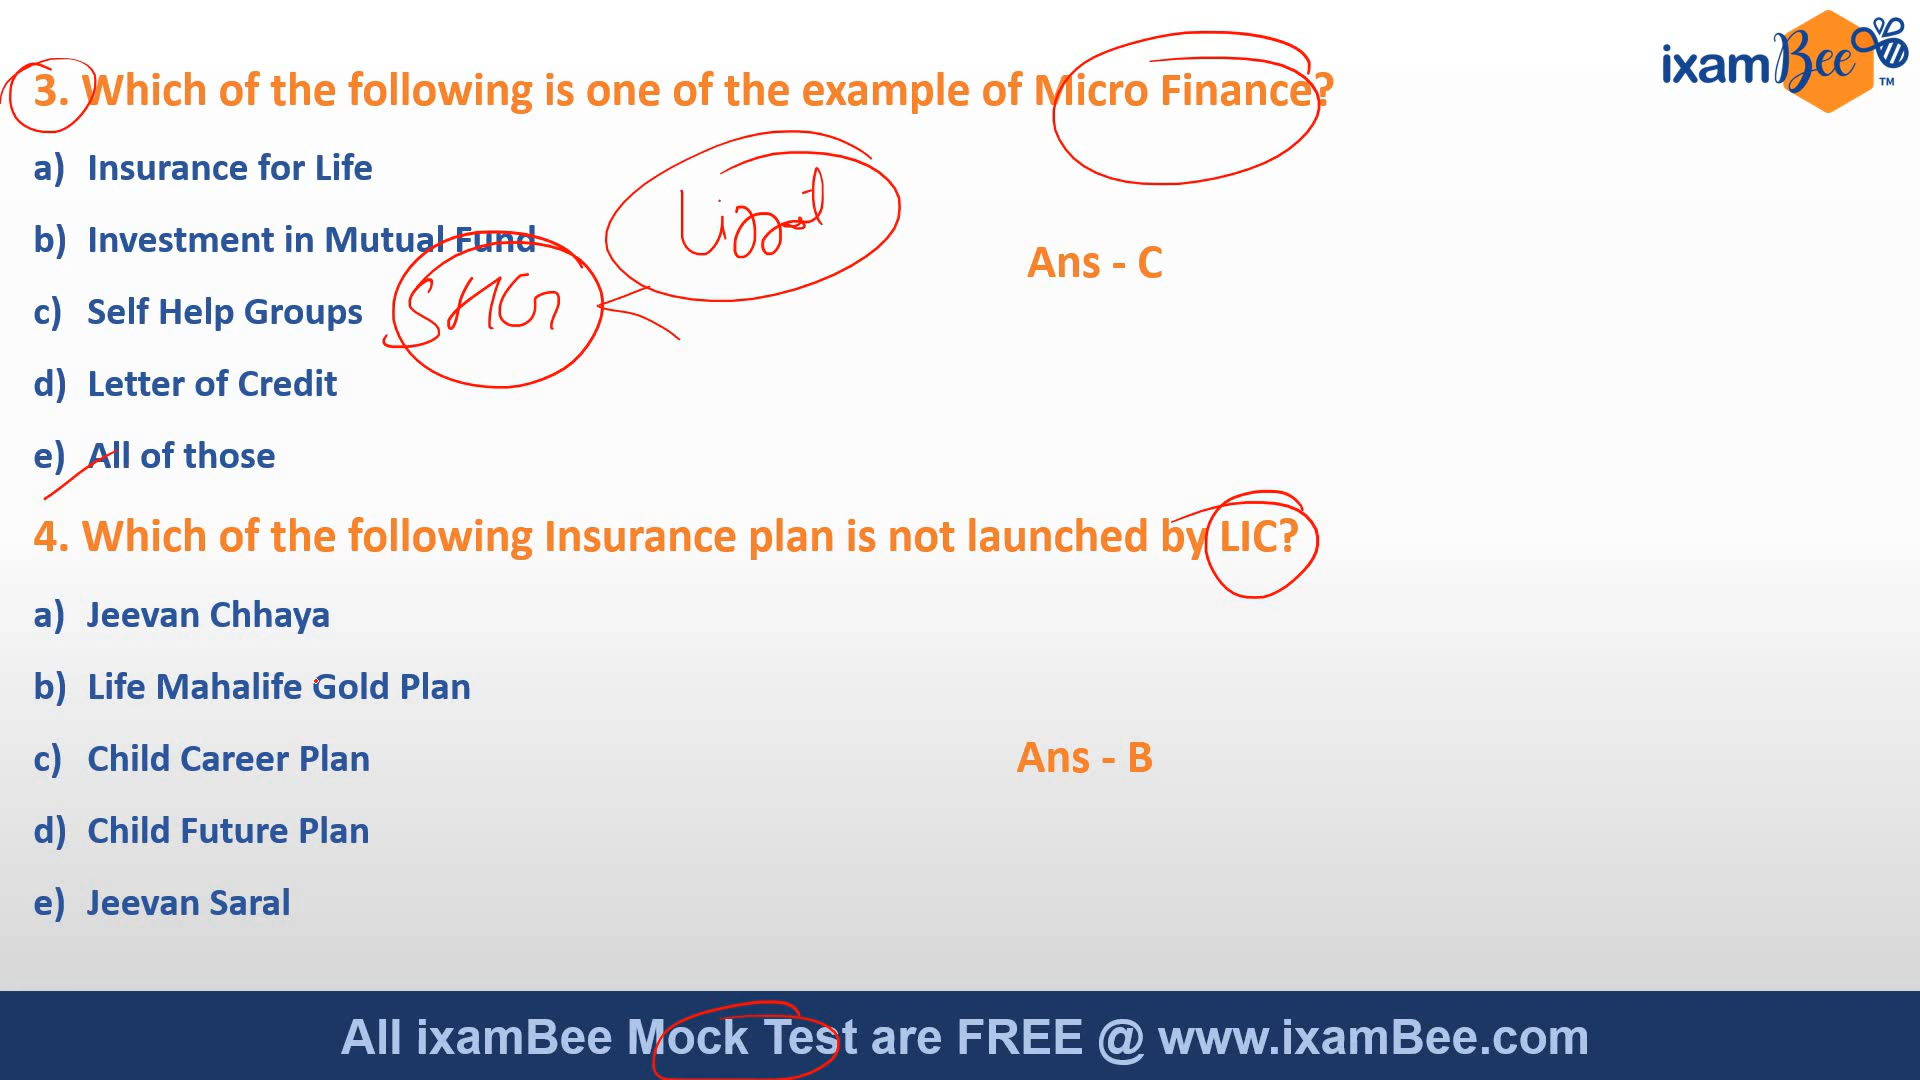 ixamBee TM
3. Which of the following is one of the example of Micro Finance?
a) Insurance for Life
Lizzat
b) Investment in Mutual Fund
Ans - C
c) Self Help Groups SHG
d) Letter of Credit
e) All of those
4. Which of the following Insurance plan is not launched by LIC?
a) Jeevan Chhaya
b) Life Mahalife Gold Plan
c) Child Career Plan
Ans - B
d) Child Future Plan
e) Jeevan Saral
All ixamBee Mock Test are FREE @ www.ixamBee.com